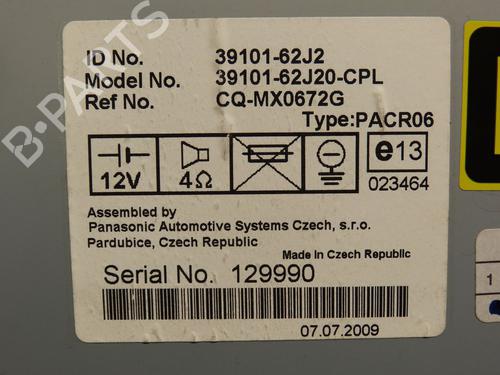 ID No. 39101-62J2
Model No. 39101-62J20-CPL
Ref No. CQ-MX0672G
Type:PACR06
12V
4Ω
e13
023464
Assembled by
Panasonic Automotive Systems Czech, s.r.o.
Pardubice, Czech Republic
Made in Czech Republic
Serial No. 129990
07.07.2009
1
B-PARTS